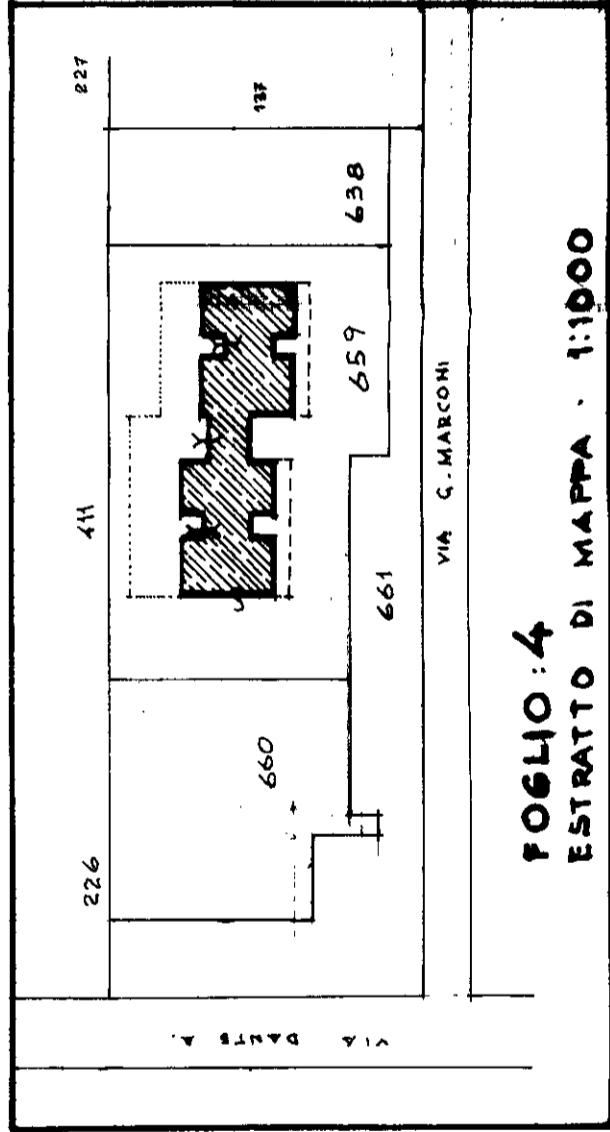 227
137
411
638
659
661
660
226
VIA G. MARCONI
VIA DANTE A.
FOGLIO: 4
ESTRATTO DI MAPPA · 1:1000